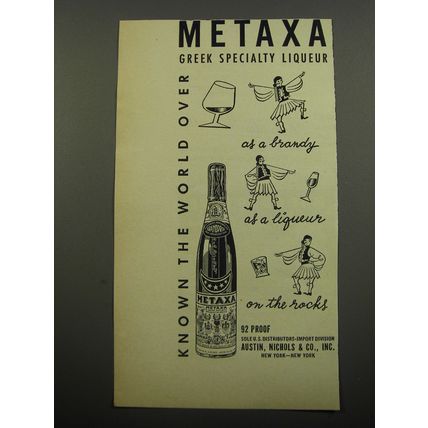 METAXA
GREEK SPECIALTY LIQUEUR
KNOWN THE WORLD OVER
as a brandy
as a liqueur
on the rocks
METAXA
METAXA
92 PROOF
SOLE U.S. DISTRIBUTORS-IMPORT DIVISION
AUSTIN, NICHOLS & CO., INC.
NEW YORK—NEW YORK